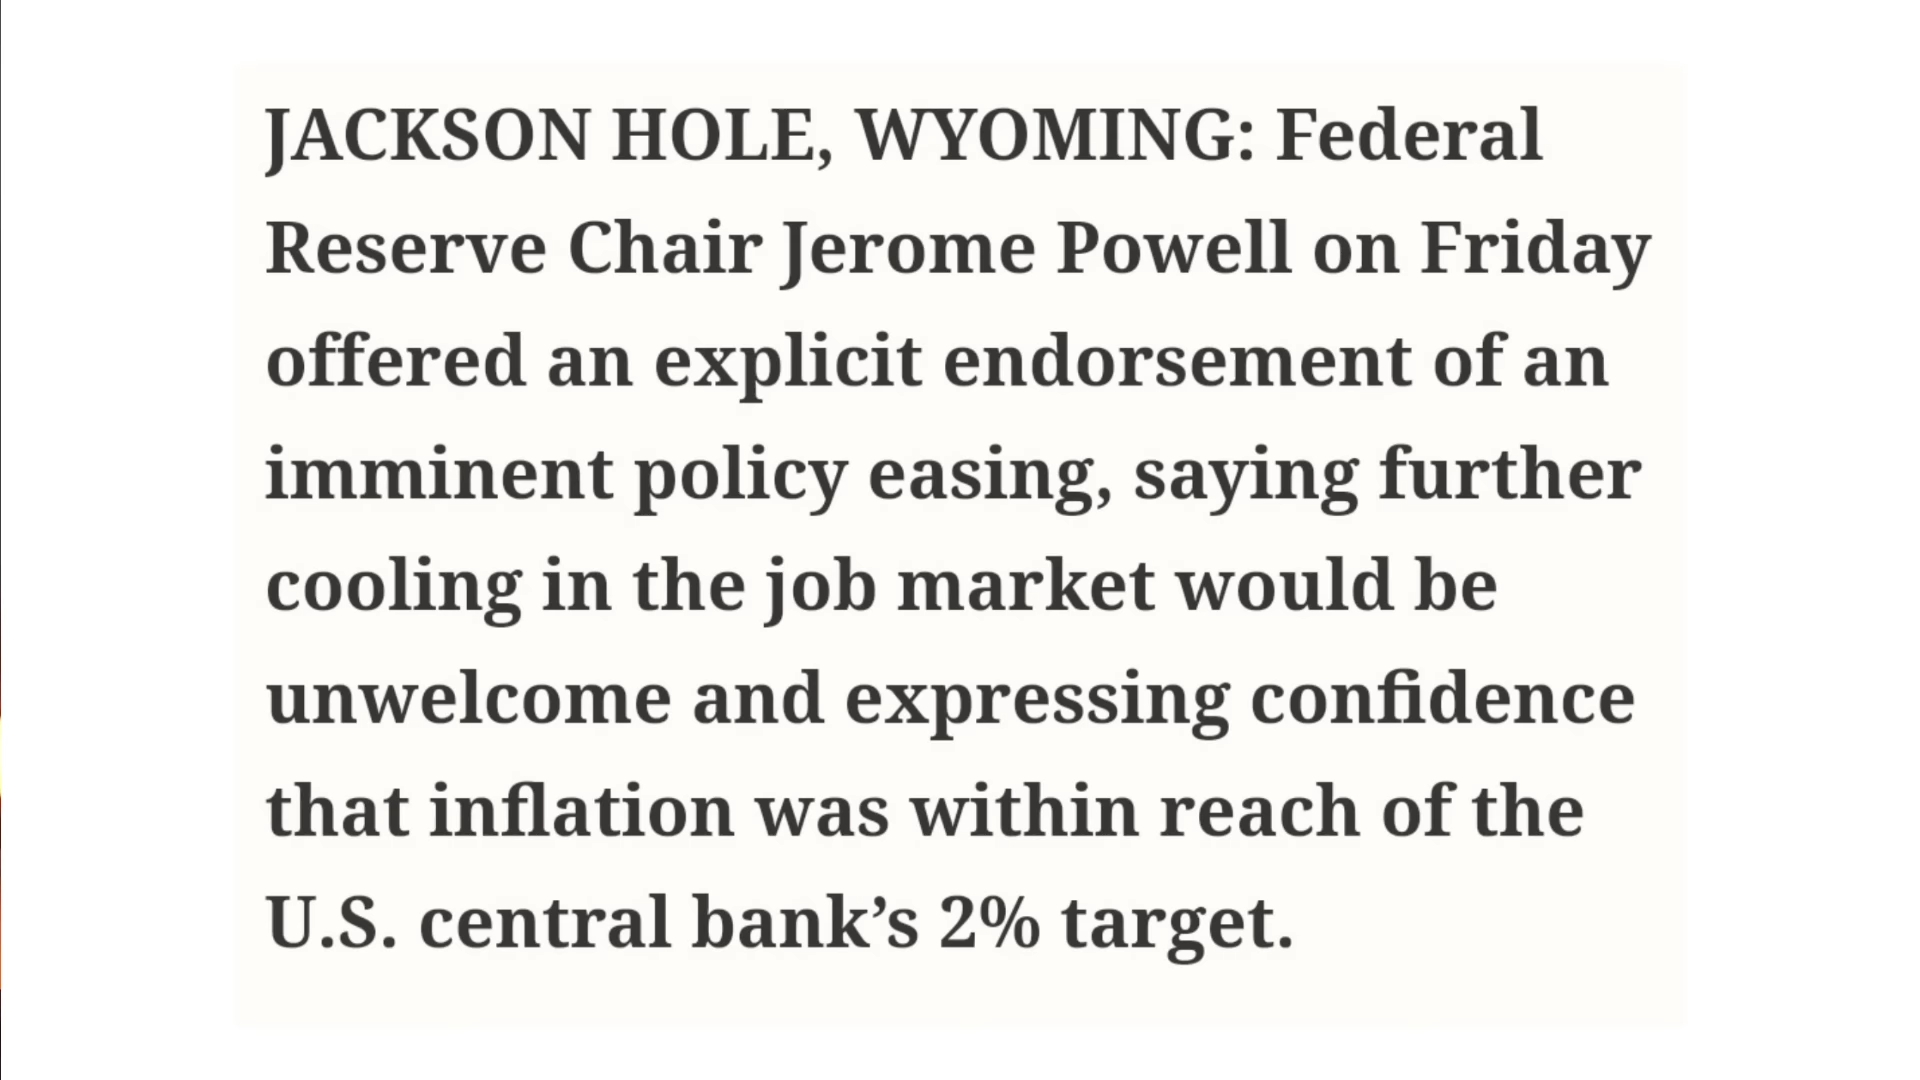 JACKSON HOLE, WYOMING: Federal
Reserve Chair Jerome Powell on Friday
offered an explicit endorsement of an
imminent policy easing, saying further
cooling in the job market would be
unwelcome and expressing confidence
that inflation was within reach of the
U.S. central bank’s 2% target.